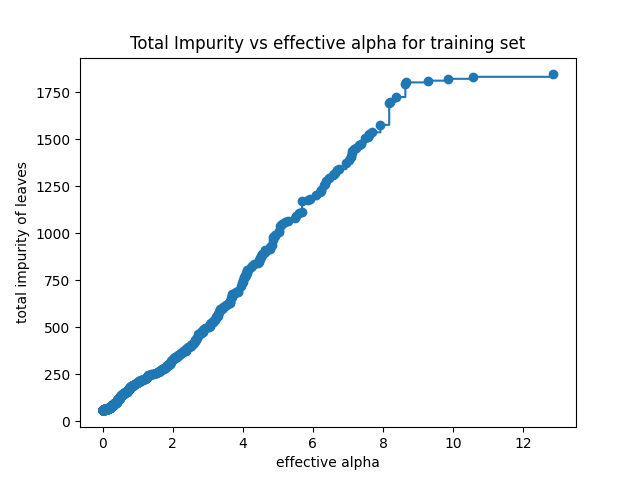 Total Impurity vs effective alpha for training set
total impurity of leaves
1750
1500
1250
1000
750
500
250
0
0 2 4 6 8 10 12
effective alpha